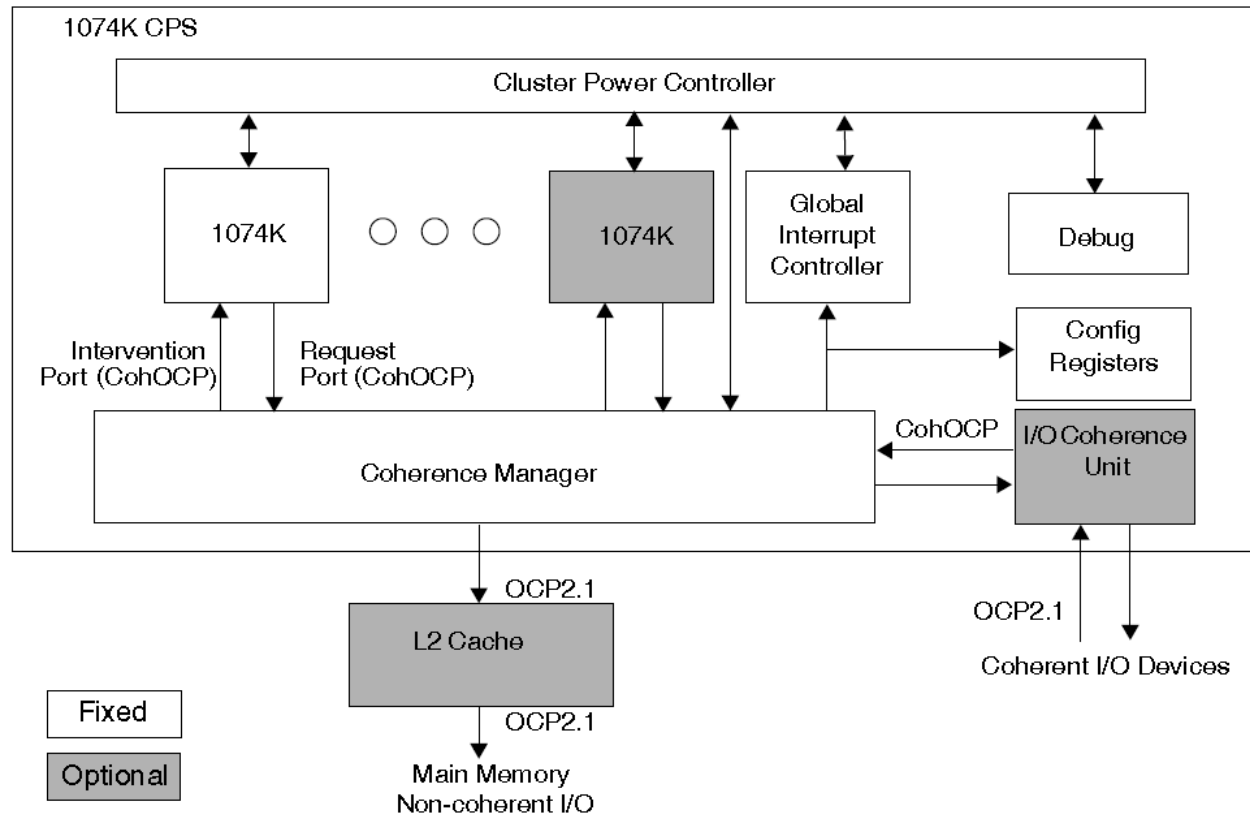 1074K CPS
Cluster Power Controller
1074K
1074K
Global
Interrupt
Controller
Debug
Intervention
Port (CohOCP)
Request
Port (CohOCP)
Config
Registers
Coherence Manager
CohOCP
I/O Coherence
Unit
OCP2.1
L2 Cache
OCP2.1
OCP2.1
Coherent I/O Devices
Main Memory
Non-coherent I/O
Fixed
Optional